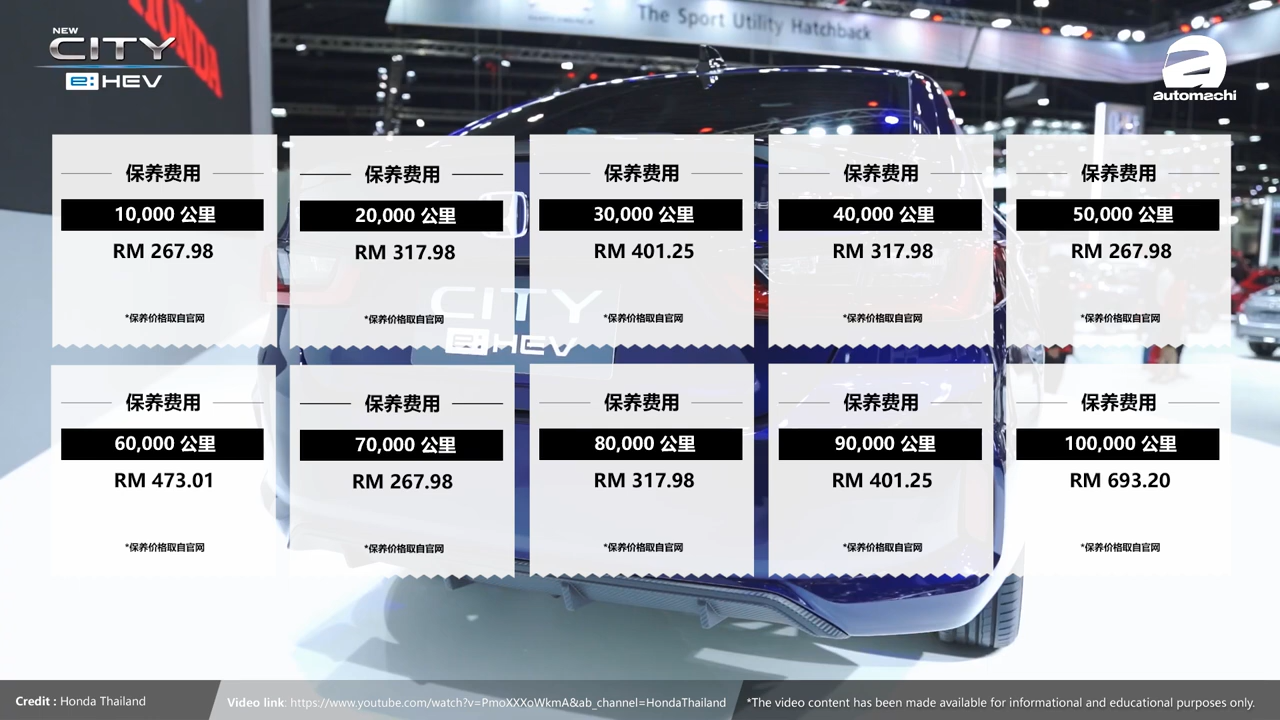 NEW
CITY
e:HEV
HONDA
The Sport Utility Hatchback
automachi
保养费用
10,000 公里
RM 267.98
*保养价格取自官网
保养费用
20,000 公里
RM 317.98
*保养价格取自官网
保养费用
30,000 公里
RM 401.25
*保养价格取自官网
保养费用
40,000 公里
RM 317.98
*保养价格取自官网
保养费用
50,000 公里
RM 267.98
*保养价格取自官网
CITY
e:HEV
保养费用
60,000 公里
RM 473.01
*保养价格取自官网
保养费用
70,000 公里
RM 267.98
*保养价格取自官网
保养费用
80,000 公里
RM 317.98
*保养价格取自官网
保养费用
90,000 公里
RM 401.25
*保养价格取自官网
保养费用
100,000 公里
RM 693.20
*保养价格取自官网
Credit : Honda Thailand
Video link: https://www.youtube.com/watch?v=PmoXXXoWkmA&ab_channel=HondaThailand
*The video content has been made available for informational and educational purposes only.